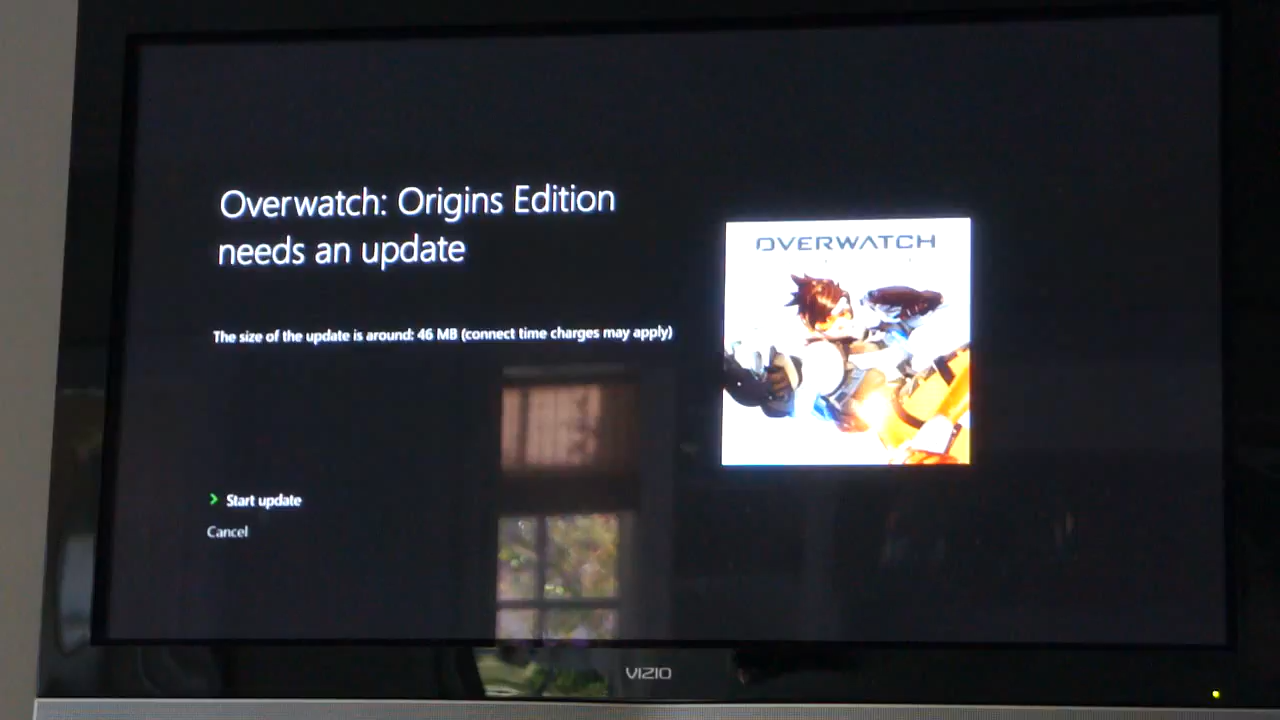 Overwatch: Origins Edition
needs an update
OVERWATCH
The size of the update is around: 46 MB (connect time charges may apply)
Start update
Cancel
VIZIO